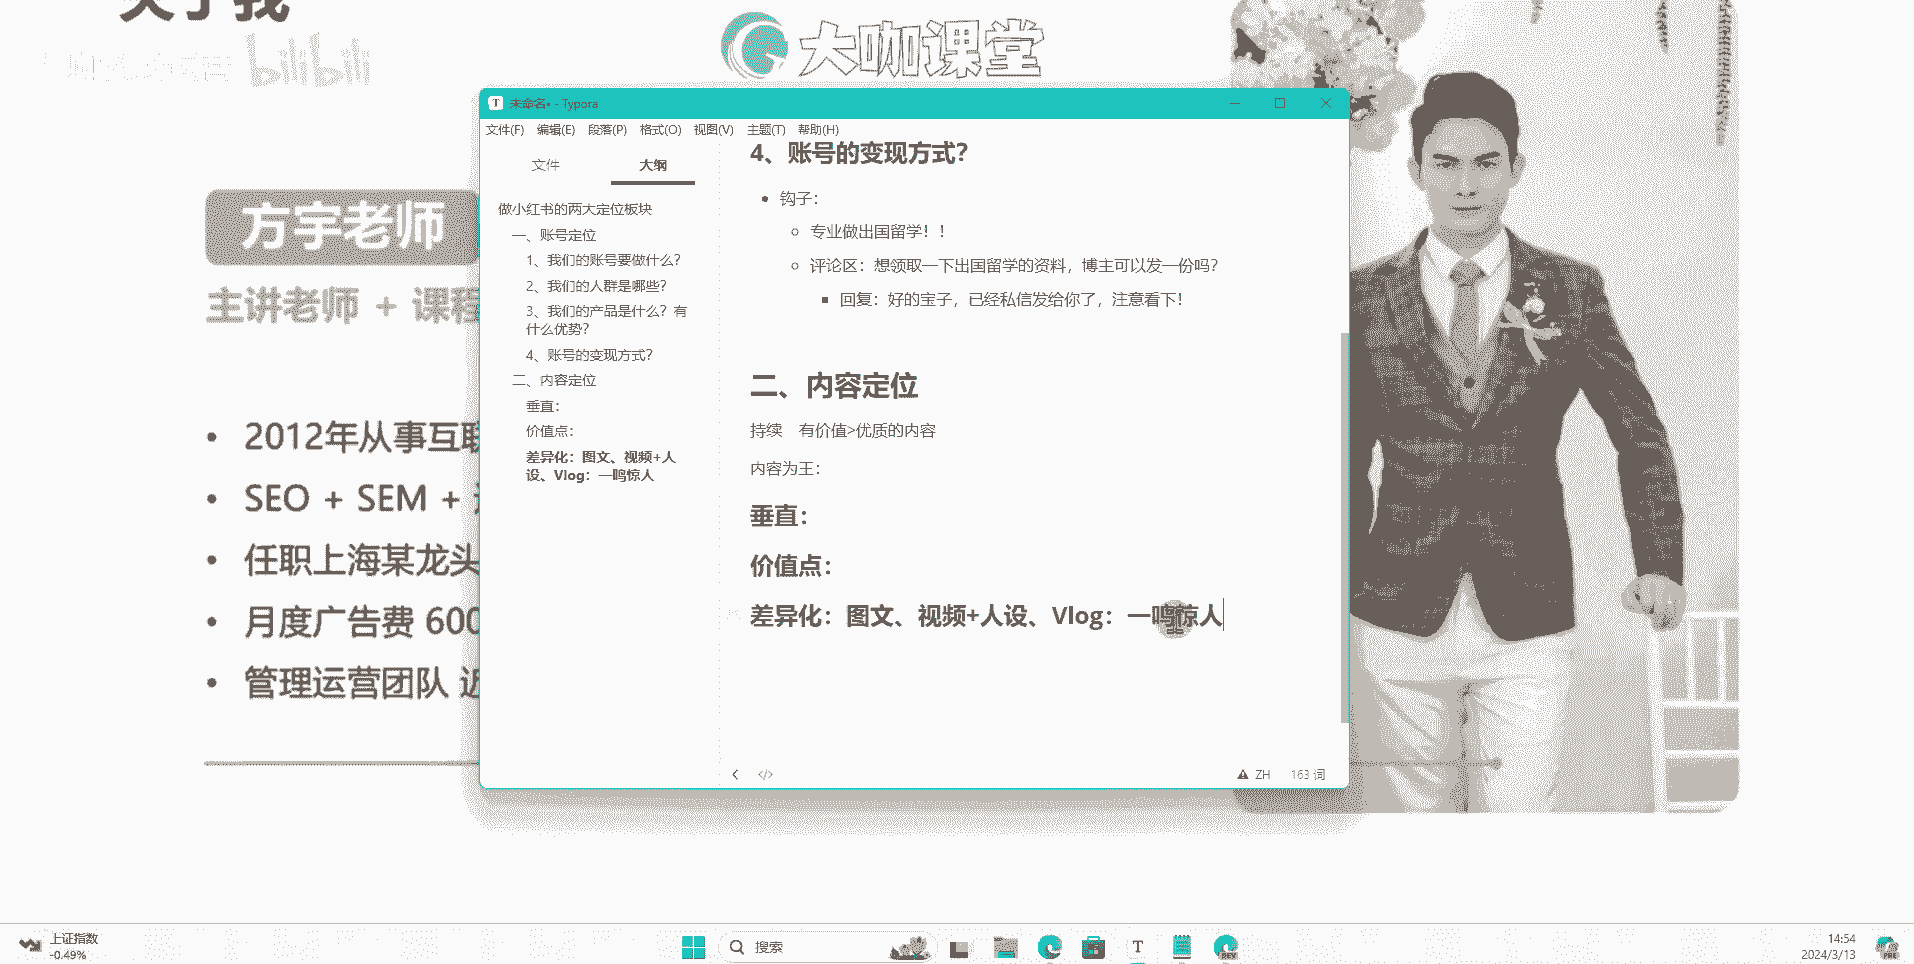 关于我
bilibili
大咖课堂
方宇老师
主讲老师 + 课程
2012年从事互联
SEO + SEM +
任职上海某龙头
月度广告费 600
管理运营团队 近
T 未命名• - Typora
文件(F) 编辑(E) 段落(P) 格式(O) 视图(V) 主题(T) 帮助(H)
文件 大纲
做小红书的两大定位板块
一、账号定位
1、我们的账号要做什么？
2、我们的人群是哪些？
3、我们的产品是什么？有
什么优势？
4、账号的变现方式？
二、内容定位
垂直：
价值点：
差异化：图文、视频+人
设、Vlog：一鸣惊人
4、账号的变现方式？
钩子：
专业做出国留学！！
评论区：想领取一下出国留学的资料，博主可以发一份吗？
回复：好的宝子，已经私信发给你了，注意看下！
二、内容定位
持续 有价值>优质的内容
内容为王：
垂直：
价值点：
差异化：图文、视频+人设、Vlog：一鸣惊人
ZH 163 词
上证指数
-0.49%
搜索
T
14:54
2024/3/13